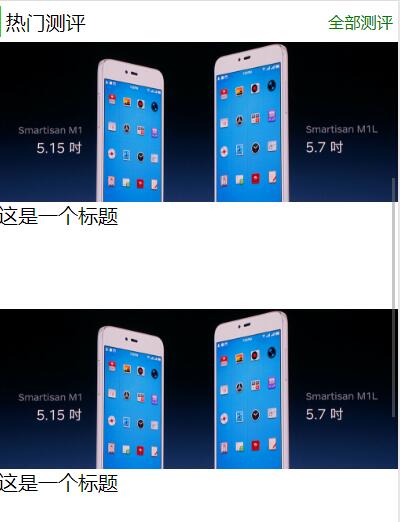 热门测评
全部测评
Smartisan M1
5.15 吋
Smartisan M1L
5.7 吋
这是一个标题
Smartisan M1
5.15 吋
Smartisan M1L
5.7 吋
这是一个标题